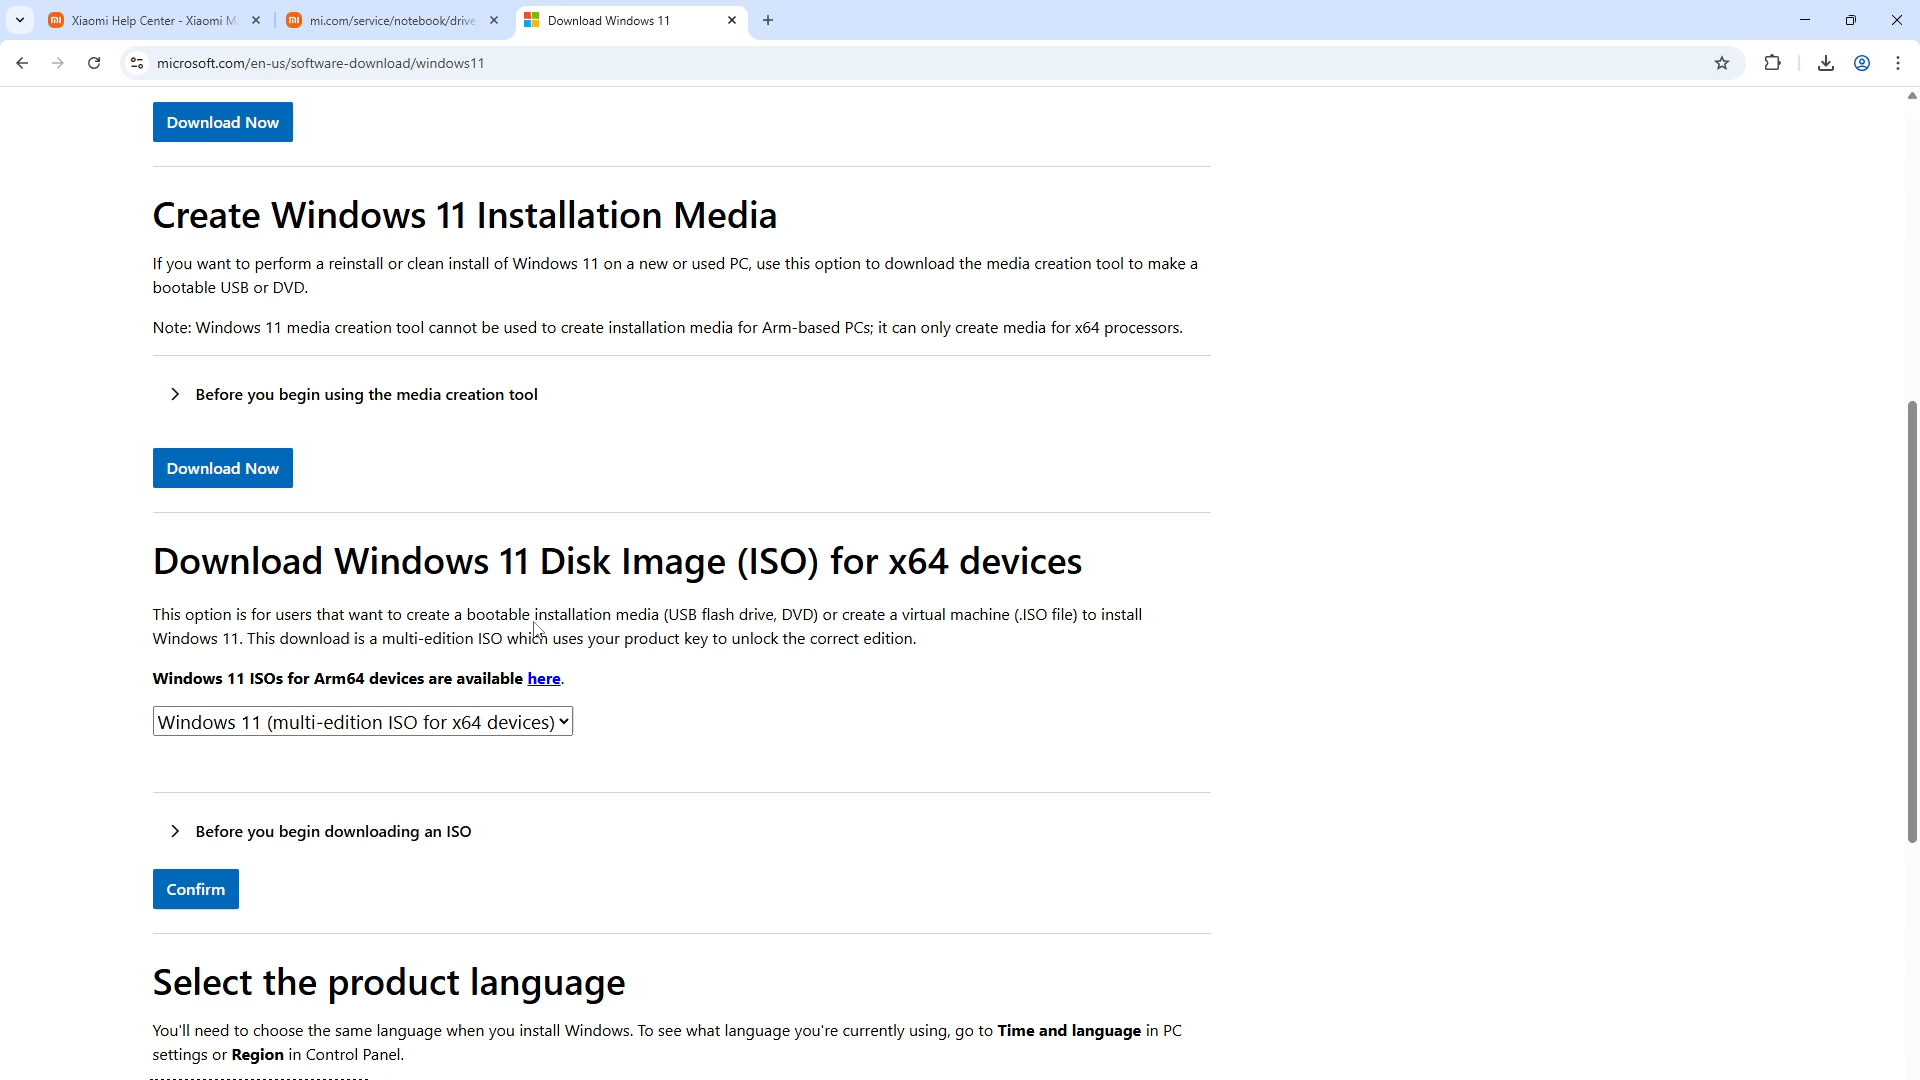 Xiaomi Help Center - Xiaomi M
mi.com/service/notebook/drive
Download Windows 11
microsoft.com/en-us/software-download/windows11
Download Now
Create Windows 11 Installation Media
If you want to perform a reinstall or clean install of Windows 11 on a new or used PC, use this option to download the media creation tool to make a
bootable USB or DVD.
Note: Windows 11 media creation tool cannot be used to create installation media for Arm-based PCs; it can only create media for x64 processors.
Before you begin using the media creation tool
Download Now
Download Windows 11 Disk Image (ISO) for x64 devices
This option is for users that want to create a bootable installation media (USB flash drive, DVD) or create a virtual machine (.ISO file) to install
Windows 11. This download is a multi-edition ISO which uses your product key to unlock the correct edition.
Windows 11 ISOs for Arm64 devices are available here.
Windows 11 (multi-edition ISO for x64 devices)
Before you begin downloading an ISO
Confirm
Select the product language
You'll need to choose the same language when you install Windows. To see what language you're currently using, go to Time and language in PC
settings or Region in Control Panel.